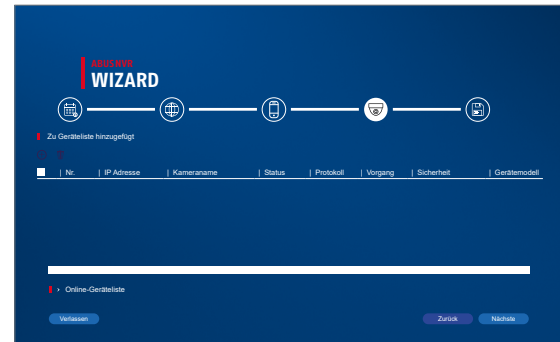 ABUS NVR
WIZARD
Zu Geräteliste hinzugefügt
| Nr. | IP Adresse | Kameraname | Status | Protokoll | Vorgang | Sicherheit | Gerätemodell
› Online-Geräteliste
Verlassen Zurück Nächste